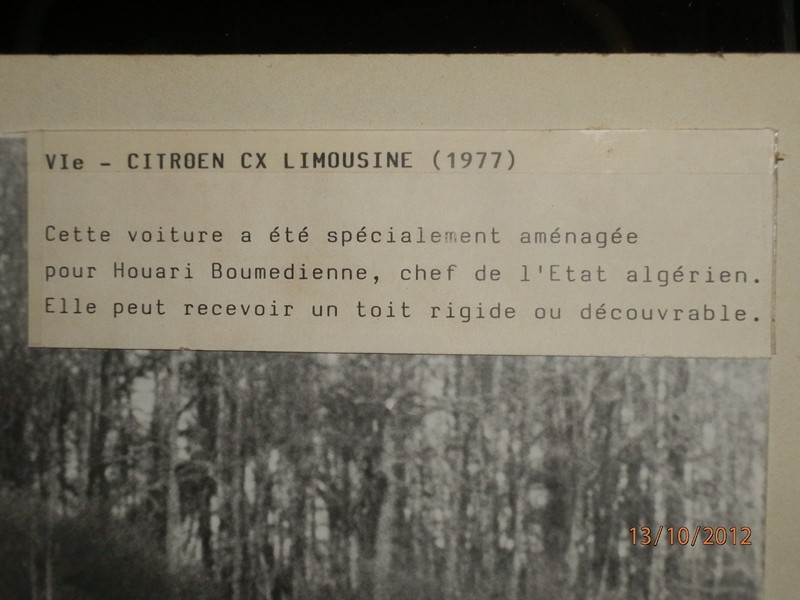 VIe - CITROEN CX LIMOUSINE (1977)
Cette voiture a été spécialement aménagée
pour Houari Boumedienne, chef de l'Etat algérien.
Elle peut recevoir un toit rigide ou découvrable.
13/10/2012